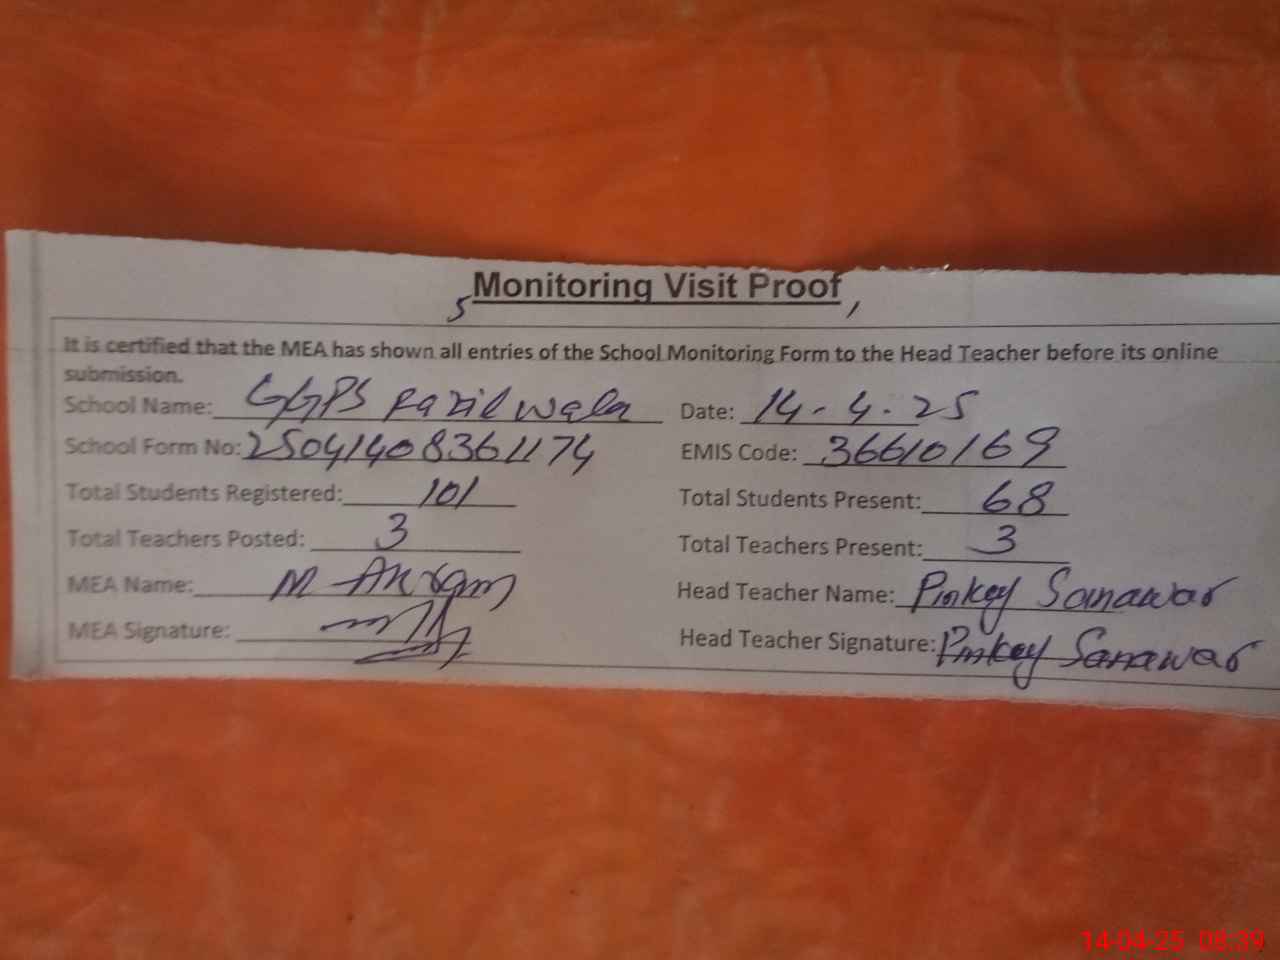 Monitoring Visit Proof
It is certified that the MEA has shown all entries of the School Monitoring Form to the Head Teacher before its online
submission.
School Name: GGPS Fazil wala Date: 14-4-25
School Form No: 25041408361174 EMIS Code: 36610169
Total Students Registered: 101 Total Students Present: 68
Total Teachers Posted: 3 Total Teachers Present: 3
MEA Name: M Akram Head Teacher Name: Pinkey Sanawar
MEA Signature: Head Teacher Signature: Pinkey Sanawar
14-04-25 08:39